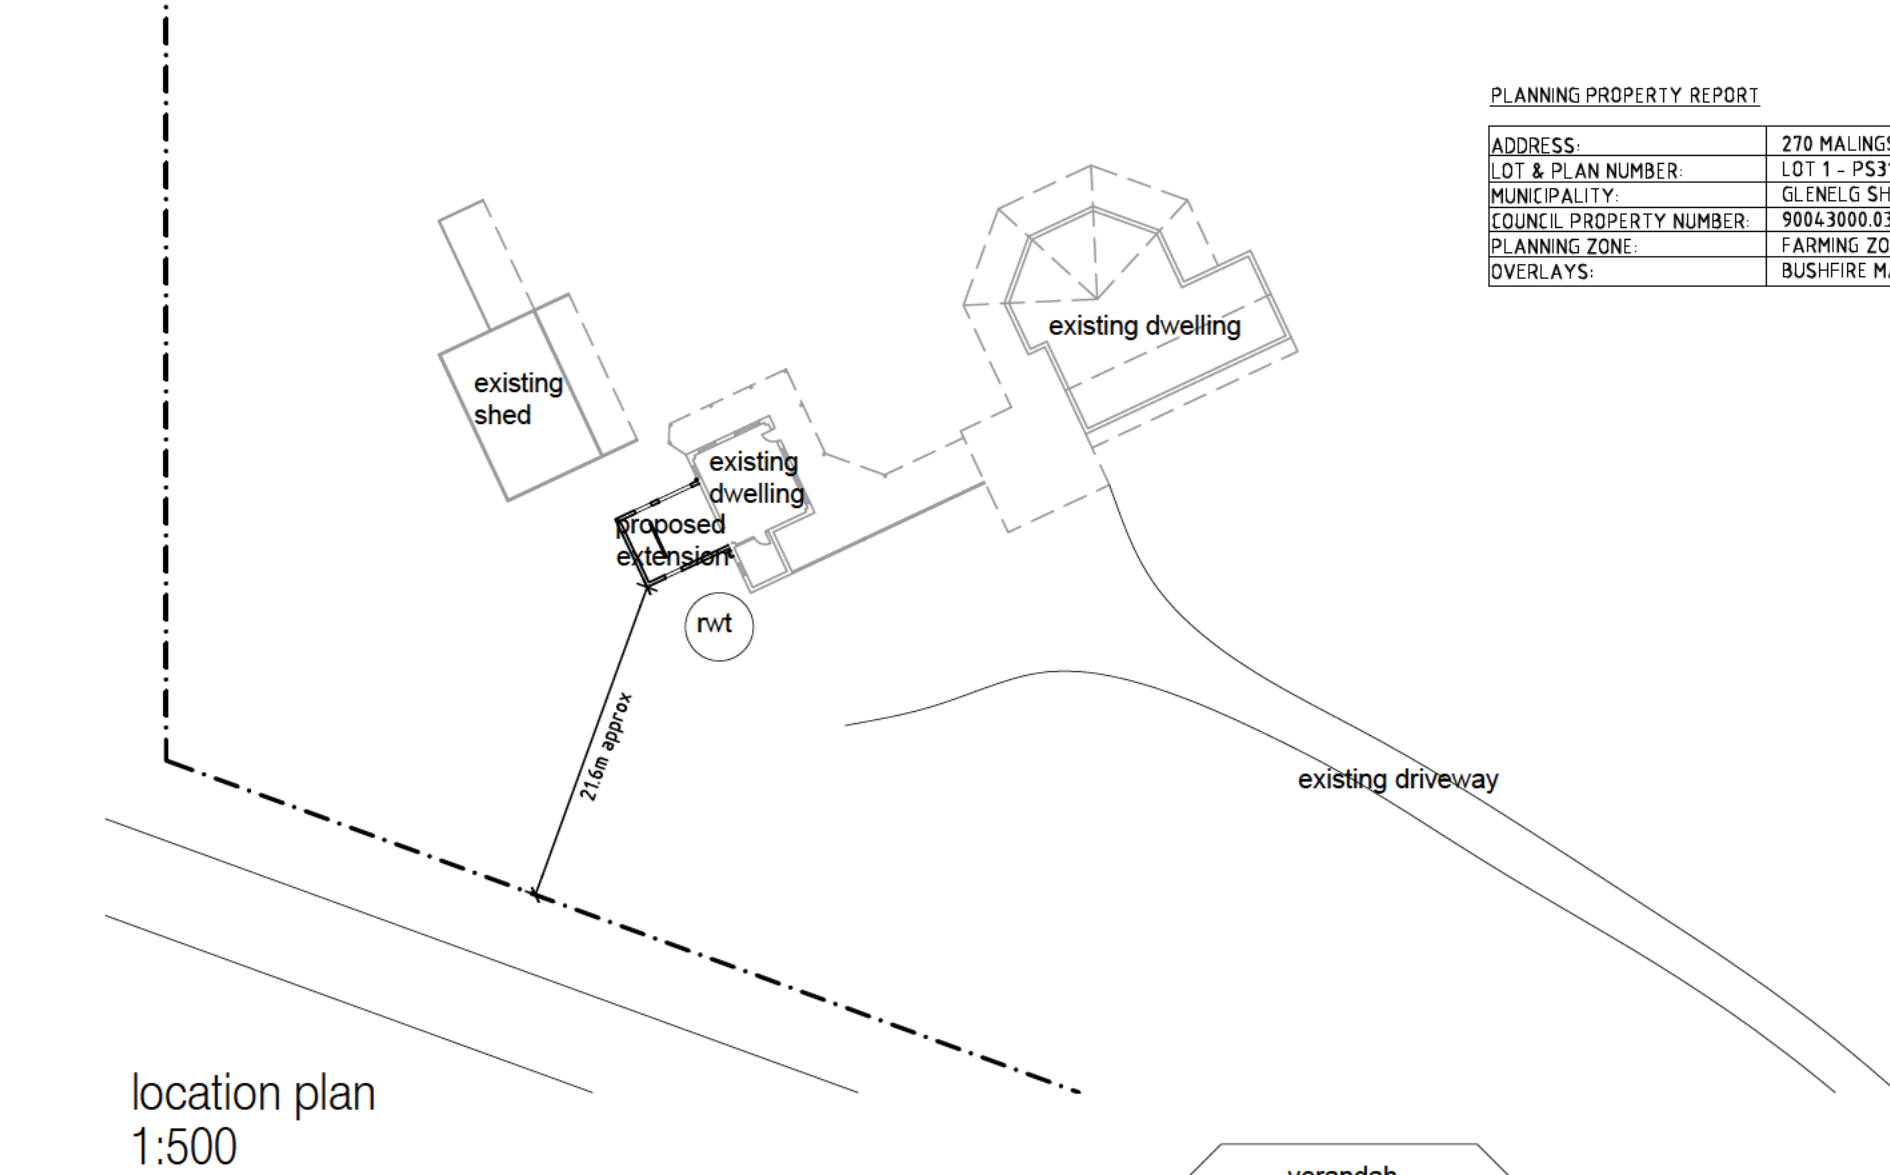 PLANNING PROPERTY REPORT
ADDRESS: 270 MALINGS
LOT & PLAN NUMBER: LOT 1 - PS3
MUNICIPALITY: GLENELG SH
COUNCIL PROPERTY NUMBER: 90043000.03
PLANNING ZONE: FARMING ZO
OVERLAYS: BUSHFIRE M
existing dwelling
existing
shed
existing
dwelling
proposed
extension
rwt
21.6m approx
existing driveway
location plan
1:500
verandah